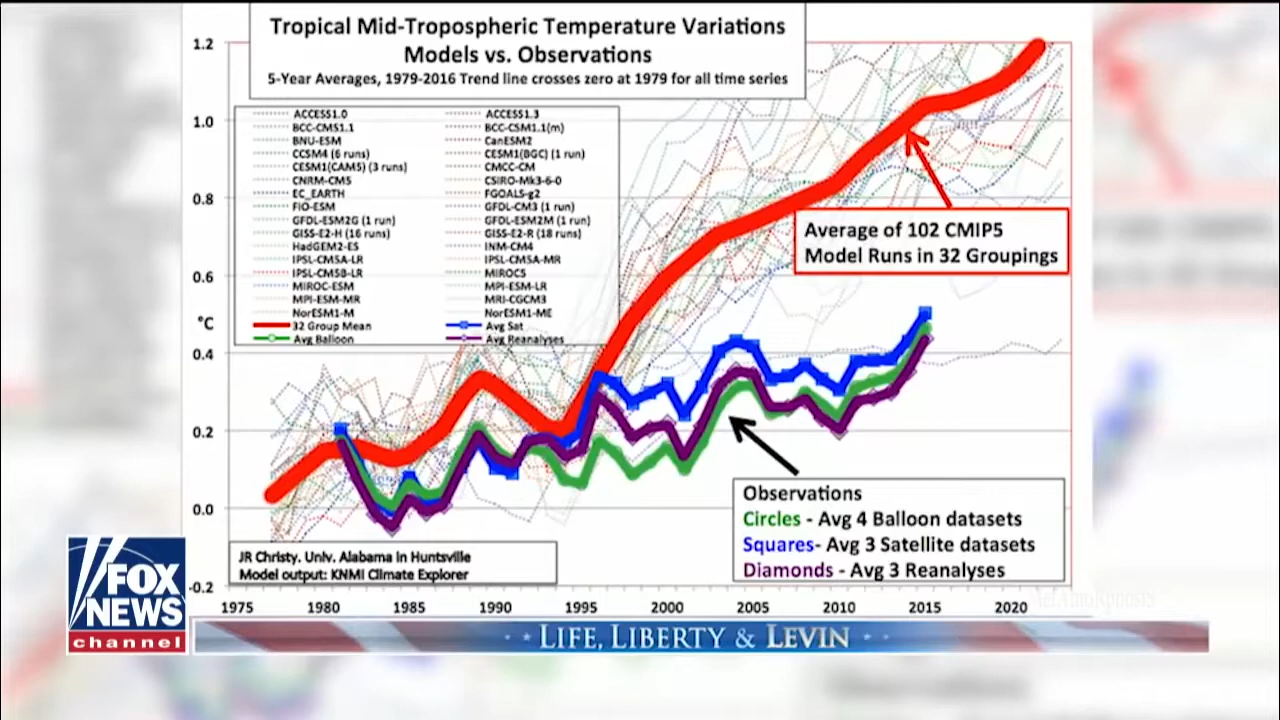 Tropical Mid-Tropospheric Temperature Variations
Models vs. Observations
5-Year Averages, 1979-2016 Trend line crosses zero at 1979 for all time series
ACCESS1.0 ACCESS1.3
BCC-CMS1.1 BCC-CSM1.1(m)
BNU-ESM CanESM2
CCSM4 (6 runs) CESM1(BGC) (1 run)
CESM1(CAM5) (3 runs) CMCC-CM
CNRM-CM5 CSIRO-Mk3-6-0
EC_EARTH FGOALS-g2
FIO-ESM GFDL-CM3 (1 run)
GFDL-ESM2G (1 run) GFDL-ESM2M (1 run)
GISS-E2-H (16 runs) GISS-E2-R (18 runs)
HadGEM2-ES INM-CM4
IPSL-CM5A-LR IPSL-CM5A-MR
IPSL-CM5B-LR MIROC5
MIROC-ESM MPI-ESM-LR
MPI-ESM-MR MRI-CGCM3
NorESM1-M NorESM1-ME
32 Group Mean Avg Sat
Avg Balloon Avg Reanalyses
1.2
1.0
0.8
0.6
°C
0.4
0.2
0.0
-0.2
Average of 102 CMIP5
Model Runs in 32 Groupings
Observations
Circles - Avg 4 Balloon datasets
Squares- Avg 3 Satellite datasets
Diamonds - Avg 3 Reanalyses
JR Christy. Univ. Alabama in Huntsville
Model output: KNMI Climate Explorer
1975 1980 1985 1990 1995 2000 2005 2010 2015 2020
FOX
NEWS
channel
LIFE, LIBERTY & LEVIN